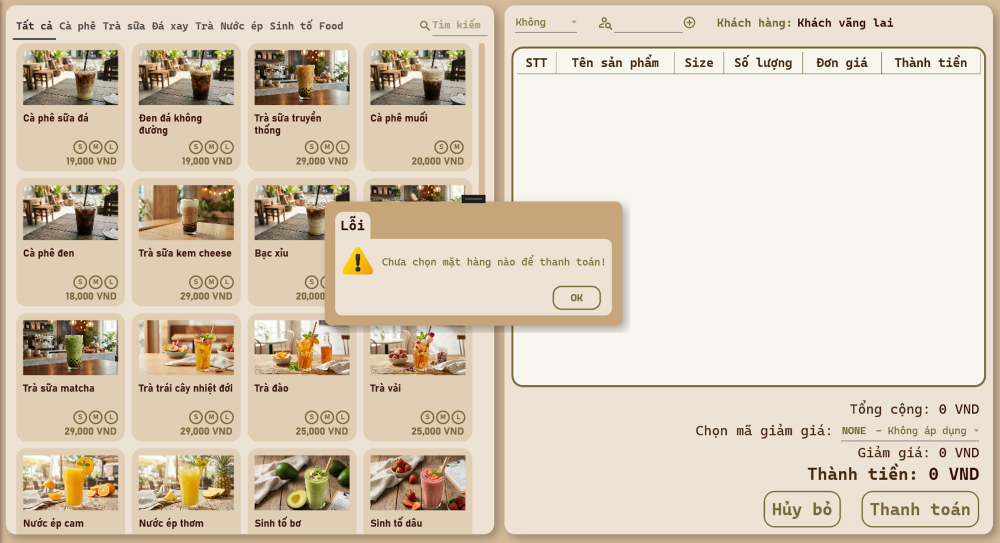 Tất cả Cà phê Trà sữa Đá xay Trà Nước ép Sinh tố Food
Tìm kiếm
Cà phê sữa đá
S M L
19,000 VND
Đen đá không
đường
S M L
19,000 VND
Trà sữa truyền
thống
S M L
29,000 VND
Cà phê muối
S M
20,000 VND
Cà phê đen
S M L
18,000 VND
Trà sữa kem cheese
S M L
29,000 VND
Bạc xỉu
S
20,000
Trà sữa matcha
S M L
29,000 VND
Trà trái cây nhiệt đới
S M L
29,000 VND
Trà đào
S M L
25,000 VND
Trà vải
S M L
25,000 VND
Nước ép cam
Nước ép thơm
Sinh tố bơ
Sinh tố dâu
Lỗi
Chưa chọn mặt hàng nào để thanh toán!
OK
Không
Khách hàng: Khách vãng lai
STT Tên sản phẩm Size Số lượng Đơn giá Thành tiền
Tổng cộng: 0 VND
Chọn mã giảm giá: NONE - Không áp dụng
Giảm giá: 0 VND
Thành tiền: 0 VND
Hủy bỏ Thanh toán